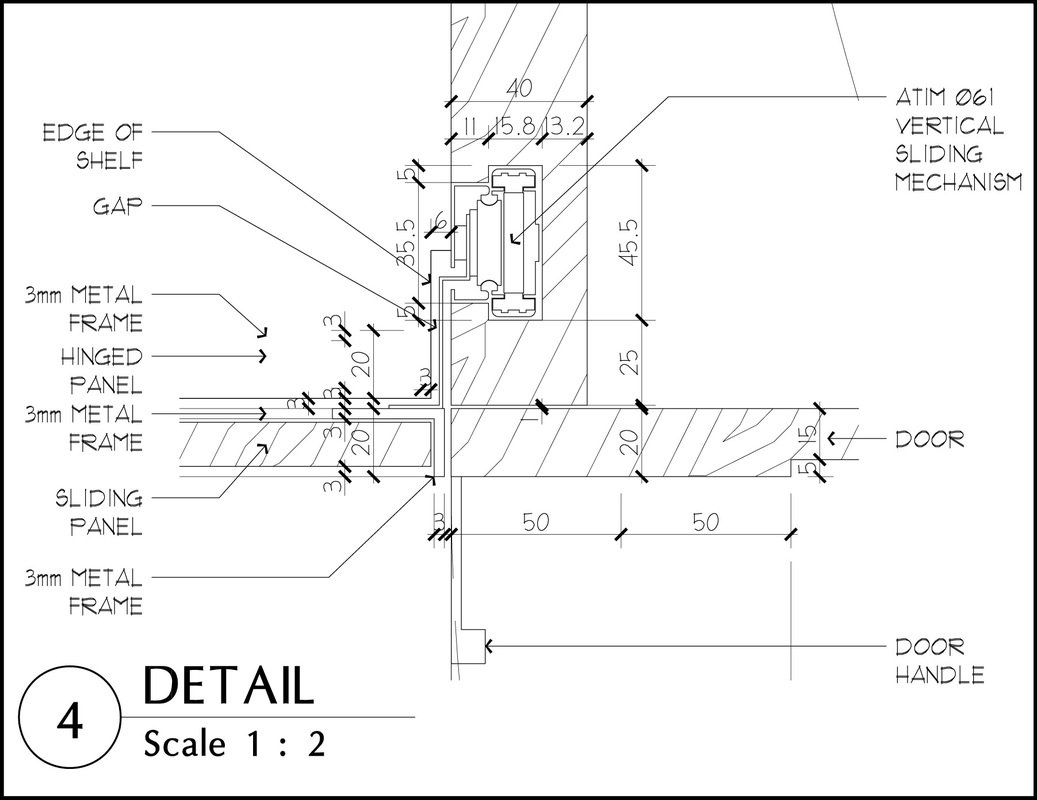 40
11 15.8 13.2
ATIM Ø61
VERTICAL
SLIDING
MECHANISM
EDGE OF
SHELF
GAP
5
6
35.5
45.5
5
3mm METAL
FRAME
HINGED
PANEL
3mm METAL
FRAME
3
20
3
3
3
3
20
3
25
1
20
15
5
DOOR
SLIDING
PANEL
3
50
50
3mm METAL
FRAME
DOOR
HANDLE
4
DETAIL
Scale 1 : 2